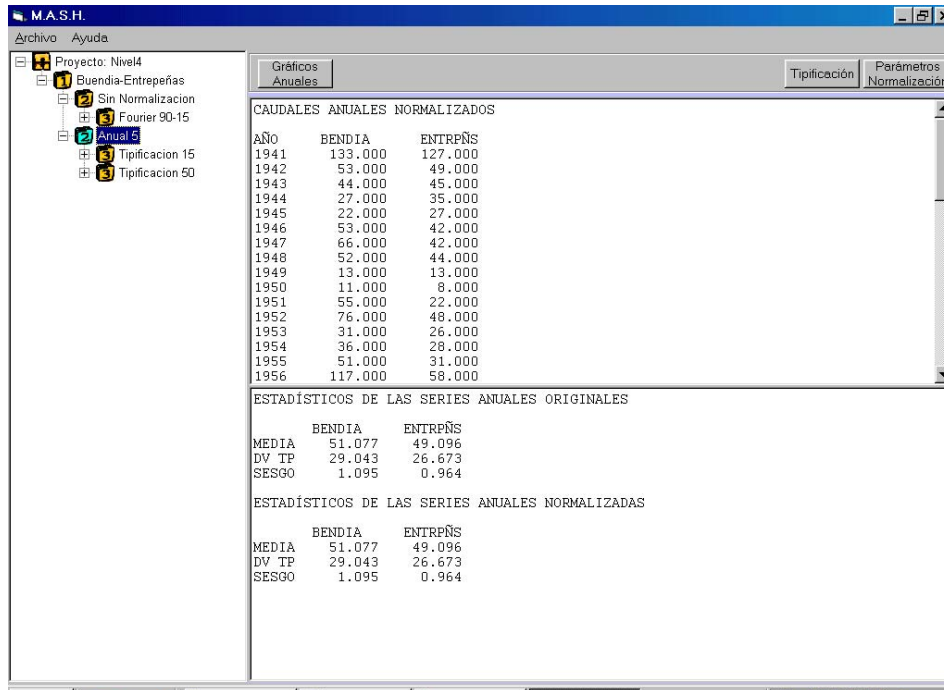 M.A.S.H.
Archivo Ayuda
Proyecto: Nivel4
1 Buendia-Entrepeñas
2 Sin Normalizacion
3 Fourier 90-15
2 Anual 5
3 Tipificacion 15
3 Tipificacion 50
Gráficos Anuales
Tipificación
Parámetros Normalización
CAUDALES ANUALES NORMALIZADOS
AÑO BENDIA ENTRPÑS
1941 133.000 127.000
1942 53.000 49.000
1943 44.000 45.000
1944 27.000 35.000
1945 22.000 27.000
1946 53.000 42.000
1947 66.000 42.000
1948 52.000 44.000
1949 13.000 13.000
1950 11.000 8.000
1951 55.000 22.000
1952 76.000 48.000
1953 31.000 26.000
1954 36.000 28.000
1955 51.000 31.000
1956 117.000 58.000
ESTADÍSTICOS DE LAS SERIES ANUALES ORIGINALES
BENDIA ENTRPÑS
MEDIA 51.077 49.096
DV TP 29.043 26.673
SESGO 1.095 0.964
ESTADÍSTICOS DE LAS SERIES ANUALES NORMALIZADAS
BENDIA ENTRPÑS
MEDIA 51.077 49.096
DV TP 29.043 26.673
SESGO 1.095 0.964